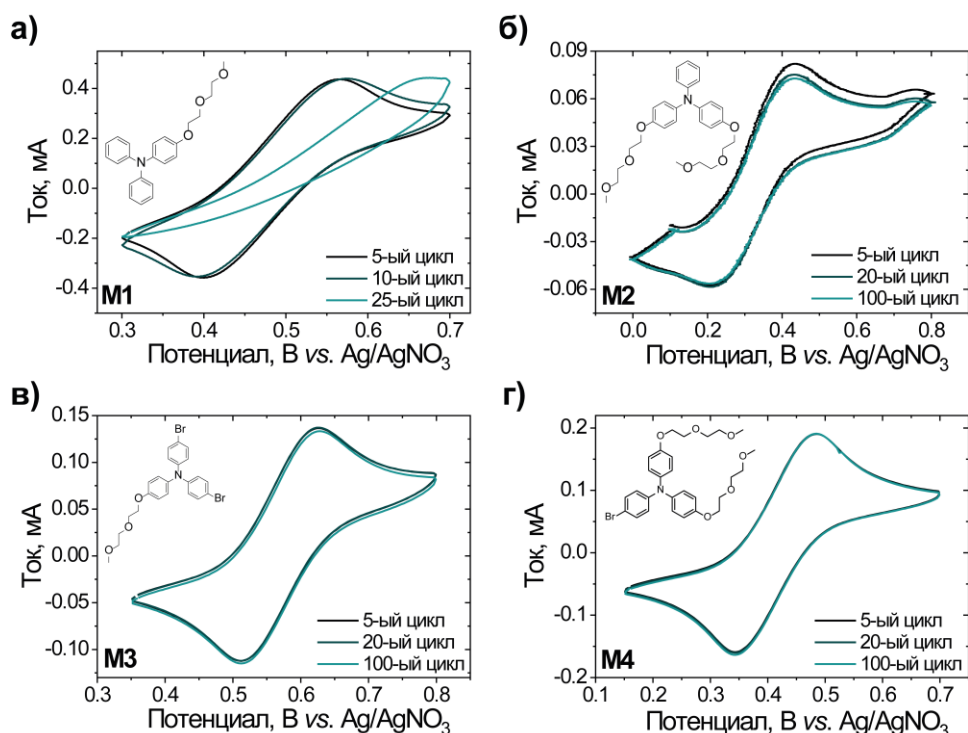 а)
Ток, мА
0.4
0.2
0.0
-0.2
-0.4
O
O
O
N
5-ый цикл
10-ый цикл
25-ый цикл
M1
0.3 0.4 0.5 0.6 0.7
Потенциал, В vs. Ag/AgNO3
б)
Ток, мА
0.09
0.06
0.03
0.00
-0.03
-0.06
N
O O
O O
O O
5-ый цикл
20-ый цикл
100-ый цикл
M2
0.0 0.2 0.4 0.6 0.8
Потенциал, В vs. Ag/AgNO3
в)
Ток, мА
0.15
0.10
0.05
0.00
-0.05
-0.10
Br
N
Br
O
O
O
5-ый цикл
20-ый цикл
100-ый цикл
M3
0.3 0.4 0.5 0.6 0.7 0.8
Потенциал, В vs. Ag/AgNO3
г)
Ток, мА
0.2
0.1
0.0
-0.1
-0.2
O O O
O
N O
Br O
5-ый цикл
20-ый цикл
100-ый цикл
M4
0.1 0.2 0.3 0.4 0.5 0.6 0.7
Потенциал, В vs. Ag/AgNO3